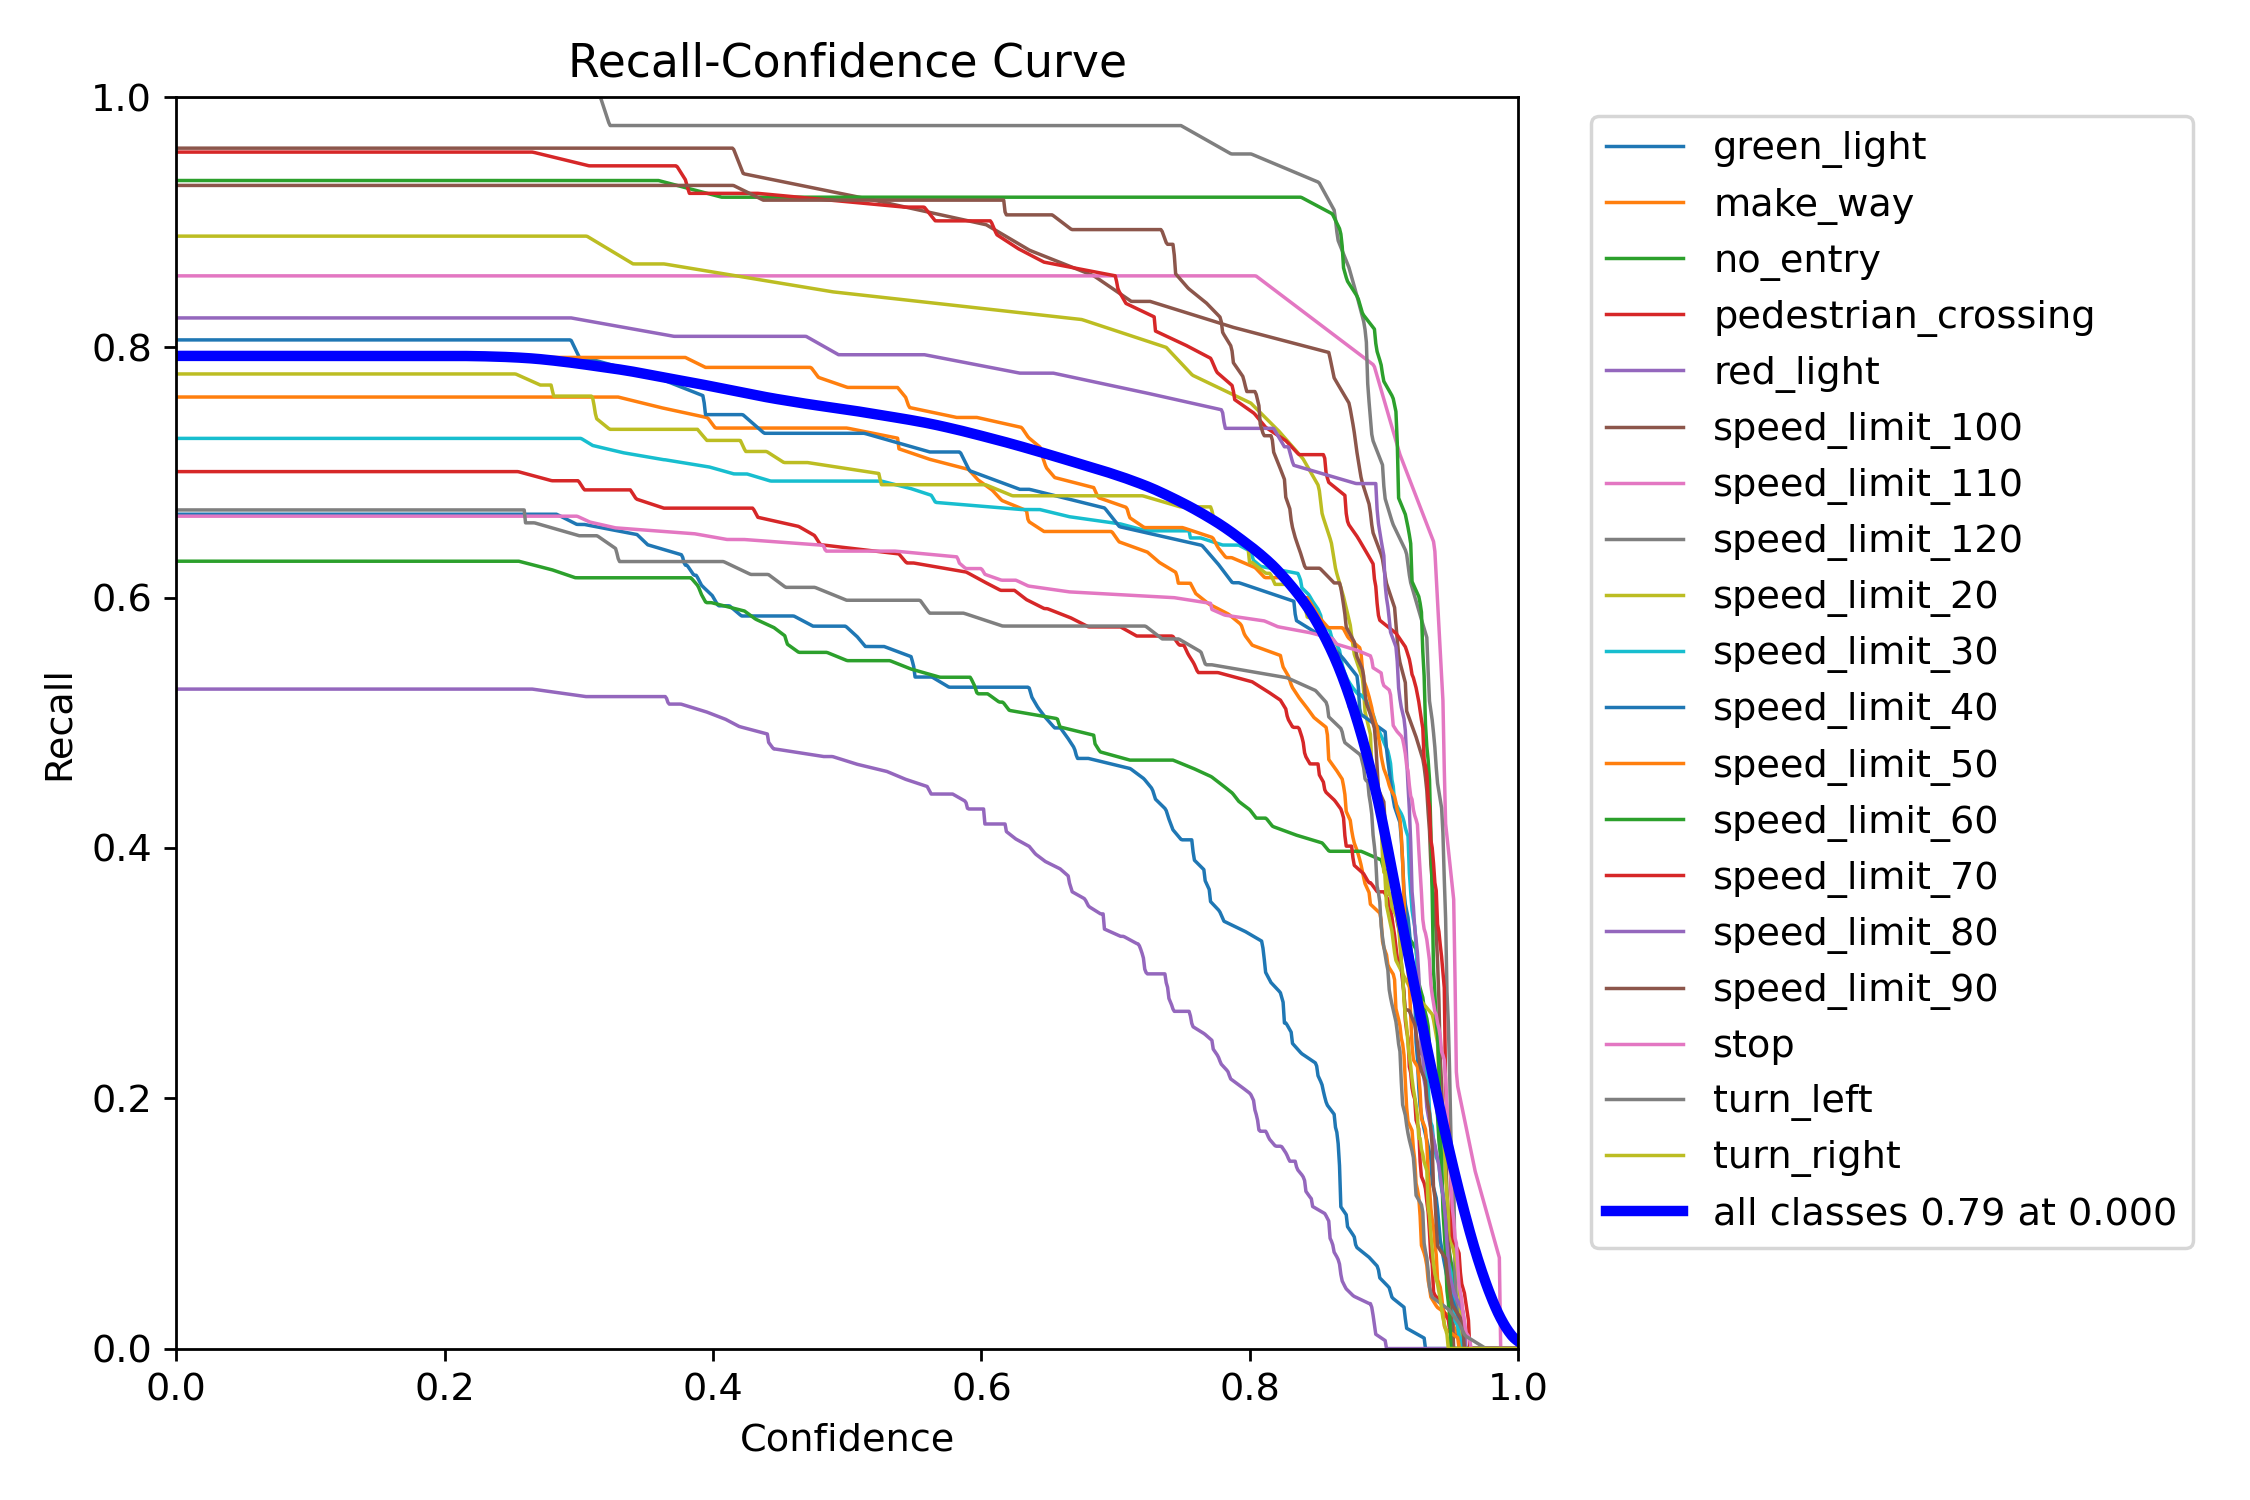 Recall-Confidence Curve
1.0
0.8
0.6
0.4
0.2
0.0
Recall
0.0 0.2 0.4 0.6 0.8 1.0
Confidence
green_light
make_way
no_entry
pedestrian_crossing
red_light
speed_limit_100
speed_limit_110
speed_limit_120
speed_limit_20
speed_limit_30
speed_limit_40
speed_limit_50
speed_limit_60
speed_limit_70
speed_limit_80
speed_limit_90
stop
turn_left
turn_right
all classes 0.79 at 0.000